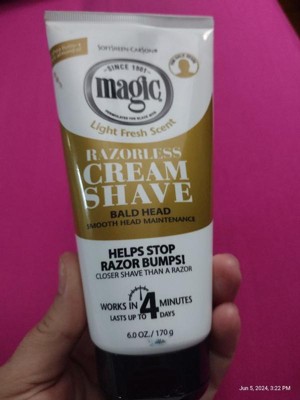 SOFTSHEEN·CARSON
SINCE 1901
magic
Light Fresh Scent
RAZORLESS
CREAM
SHAVE
BALD HEAD
SMOOTH HEAD MAINTENANCE
HELPS STOP
RAZOR BUMPS!
CLOSER SHAVE THAN A RAZOR
WORKS IN 4 MINUTES
LASTS UP TO 4 DAYS
6.0 OZ./170 g
Jun 5, 2024, 3:22 PM